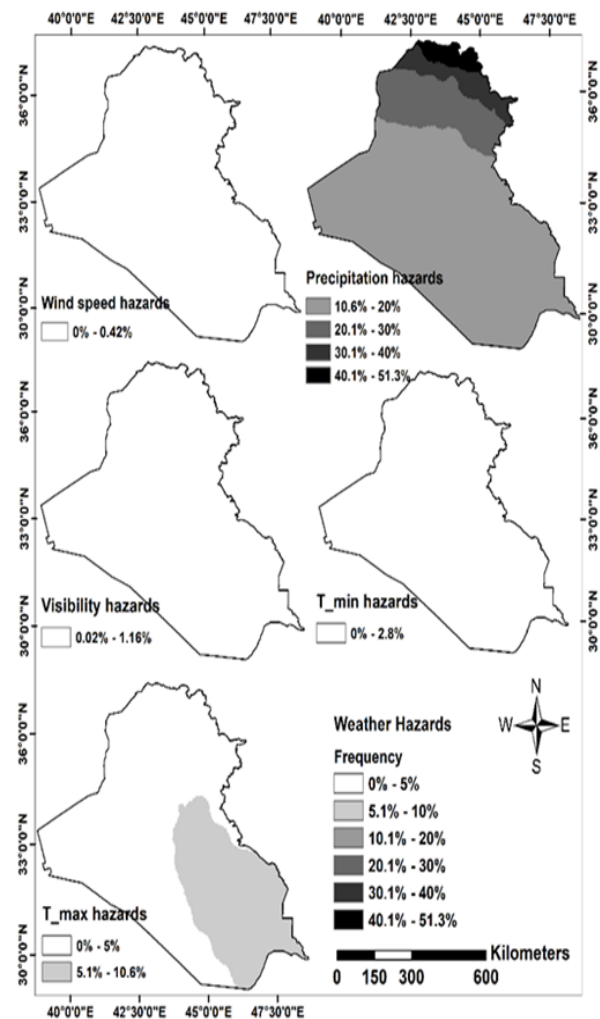 40°0'0"E 42°30'0"E 45°0'0"E 47°30'0"E
40°0'0"E 42°30'0"E 45°0'0"E 47°30'0"E
36°0'0"N
33°0'0"N
30°0'0"N
36°0'0"N
33°0'0"N
30°0'0"N
Wind speed hazards
0% - 0.42%
Precipitation hazards
10.6% - 20%
20.1% - 30%
30.1% - 40%
40.1% - 51.3%
36°0'0"N
33°0'0"N
30°0'0"N
36°0'0"N
33°0'0"N
30°0'0"N
Visibility hazards
0.02% - 1.16%
T_min hazards
0% - 2.8%
36°0'0"N
33°0'0"N
30°0'0"N
T_max hazards
0% - 5%
5.1% - 10.6%
N
W E
S
Weather Hazards
Frequency
0% - 5%
5.1% - 10%
10.1% - 20%
20.1% - 30%
30.1% - 40%
40.1% - 51.3%
Kilometers
0 150 300 600
40°0'0"E 42°30'0"E 45°0'0"E 47°30'0"E